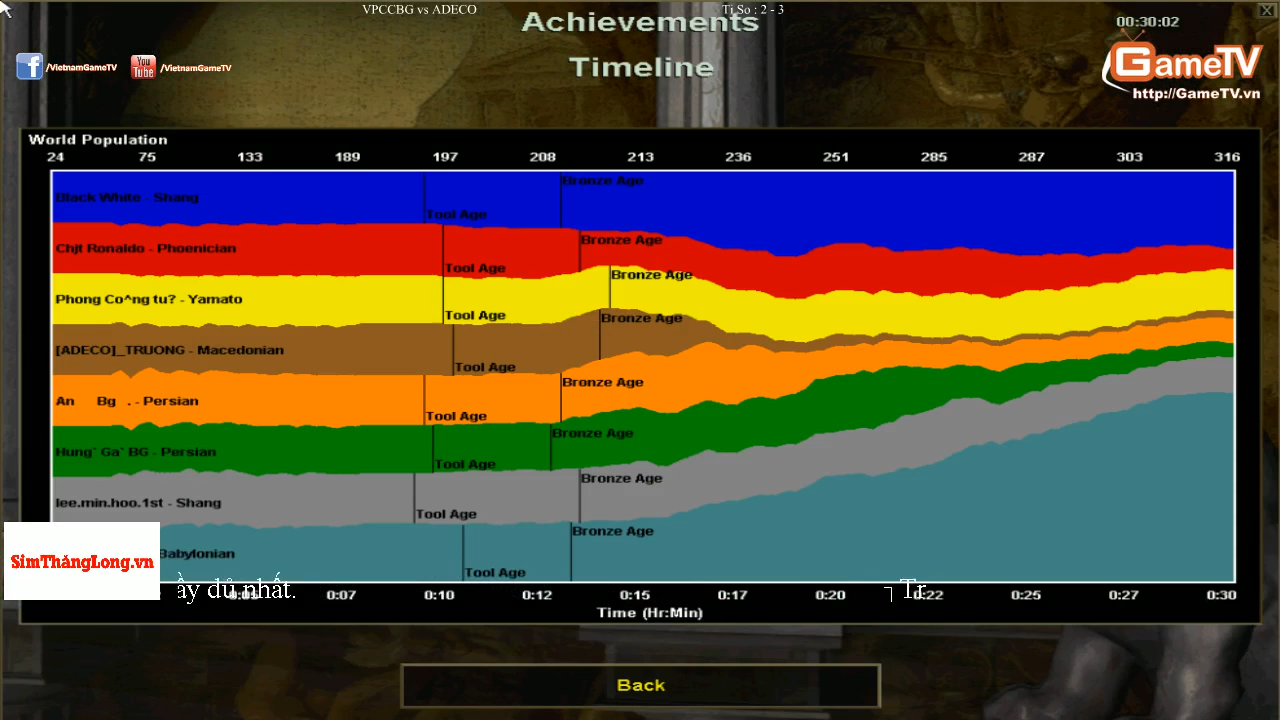 VPCCBG vs ADECO
Ti So : 2 - 3
Achievements
00:30:02
Timeline
/VietnamGameTV
You Tube
/VietnamGameTV
GameTV
http://GameTV.vn
World Population
24 75 133 189 197 208 213 236 251 285 287 303 316
Bronze Age
Black White - Shang
Tool Age
Bronze Age
Chjt Ronaldo - Phoenician
Tool Age
Bronze Age
Phong Co^ng tu? - Yamato
Tool Age
Bronze Age
[ADECO]_TRUONG - Macedonian
Tool Age
Bronze Age
An Bg . - Persian
Tool Age
Bronze Age
Hung` Ga` BG - Persian
Tool Age
Bronze Age
lee.min.hoo.1st - Shang
Tool Age
Bronze Age
Babylonian
SimThăngLong.vn
Tool Age
ầy dủ nhất.
Tr
0:07 0:10 0:12 0:15 0:17 0:20 0:22 0:25 0:27 0:30
Time (Hr:Min)
Back